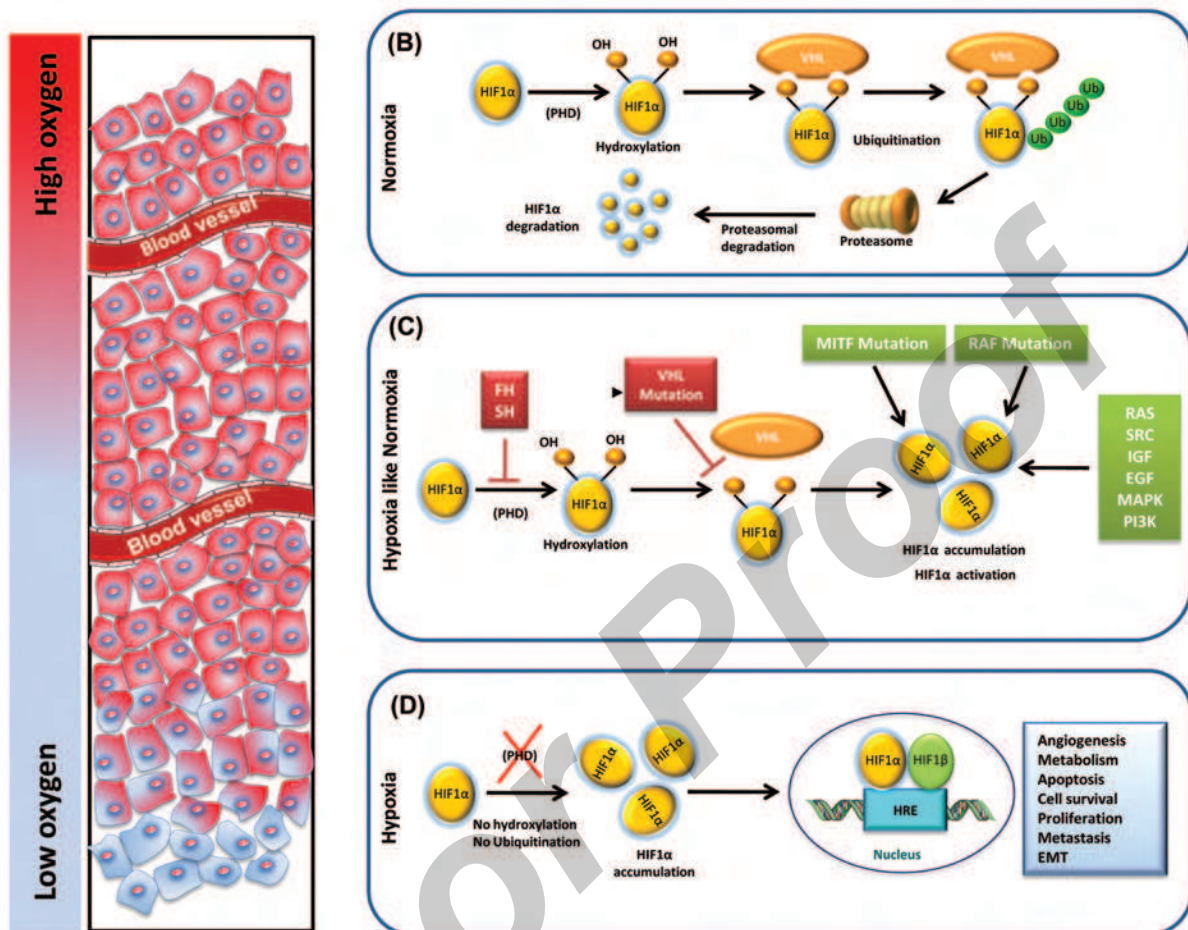 High oxygen
Low oxygen
Blood vessel
Blood vessel
(B)
Normoxia
HIF1α
(PHD)
OH OH
HIF1α
Hydroxylation
VHL
HIF1α
Ubiquitination
VHL
HIF1α
Ub
Ub
Ub
Ub
HIF1α
degradation
Proteasomal
degradation
Proteasome
(C)
Hypoxia like Normoxia
FH
SH
VHL
Mutation
MITF Mutation
RAF Mutation
HIF1α
(PHD)
OH OH
HIF1α
Hydroxylation
VHL
HIF1α
HIF1α
HIF1α
HIF1α
HIF1α accumulation
HIF1α activation
RAS
SRC
IGF
EGF
MAPK
PI3K
(D)
Hypoxia
HIF1α
(PHD)
No hydroxylation
No Ubiquitination
HIF1α
HIF1α
HIF1α
HIF1α
accumulation
HIF1α
HIF1β
HRE
Nucleus
Angiogenesis
Metabolism
Apoptosis
Cell survival
Proliferation
Metastasis
EMT
or Proof